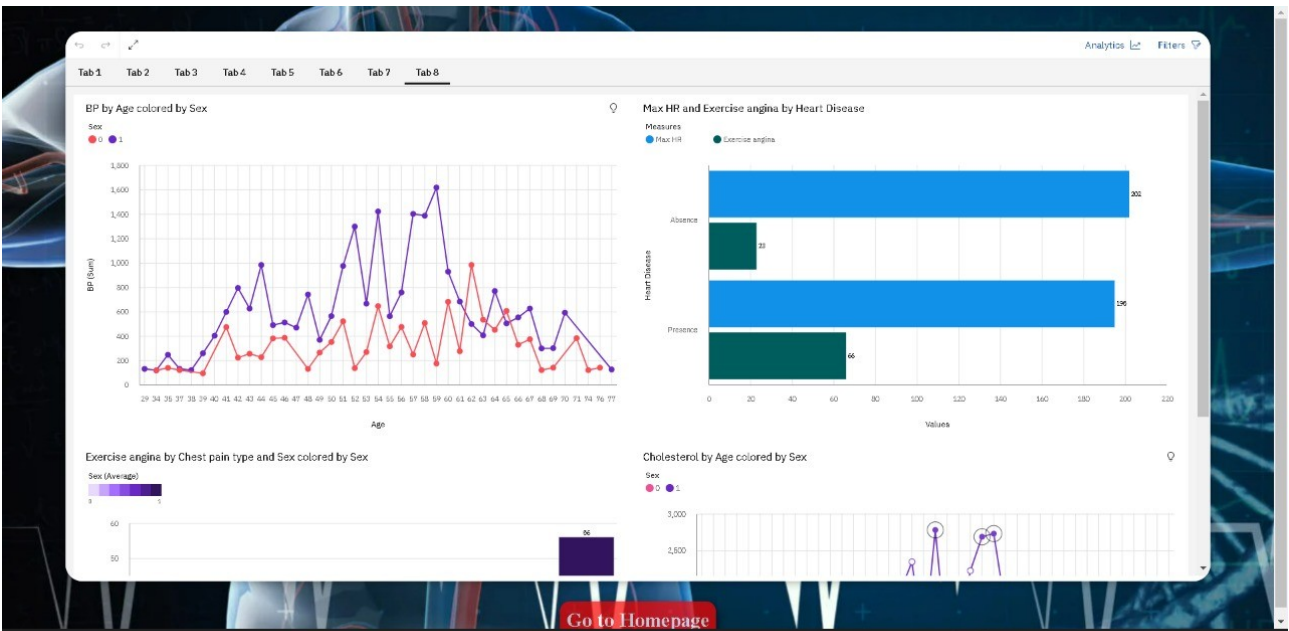 Analytics Filters
Tab 1 Tab 2 Tab 3 Tab 4 Tab 5 Tab 6 Tab 7 Tab 8
BP by Age colored by Sex
Sex
0 1
1,800
1,600
1,400
1,200
1,000
800
600
400
200
0
BP (Sum)
29 34 35 37 38 39 40 41 42 43 44 45 46 47 48 49 50 51 52 53 54 55 56 57 58 59 60 61 62 63 64 65 66 67 68 69 70 71 74 76 77
Age
Max HR and Exercise angina by Heart Disease
Measures
Max HR Exercise angina
Heart Disease
Absence
202
23
Presence
195
66
0 20 40 60 80 100 120 140 160 180 200 220
Values
Exercise angina by Chest pain type and Sex colored by Sex
Sex (Average)
60
56
50
Cholesterol by Age colored by Sex
Sex
0 1
3,000
2,500
Go to Homepage